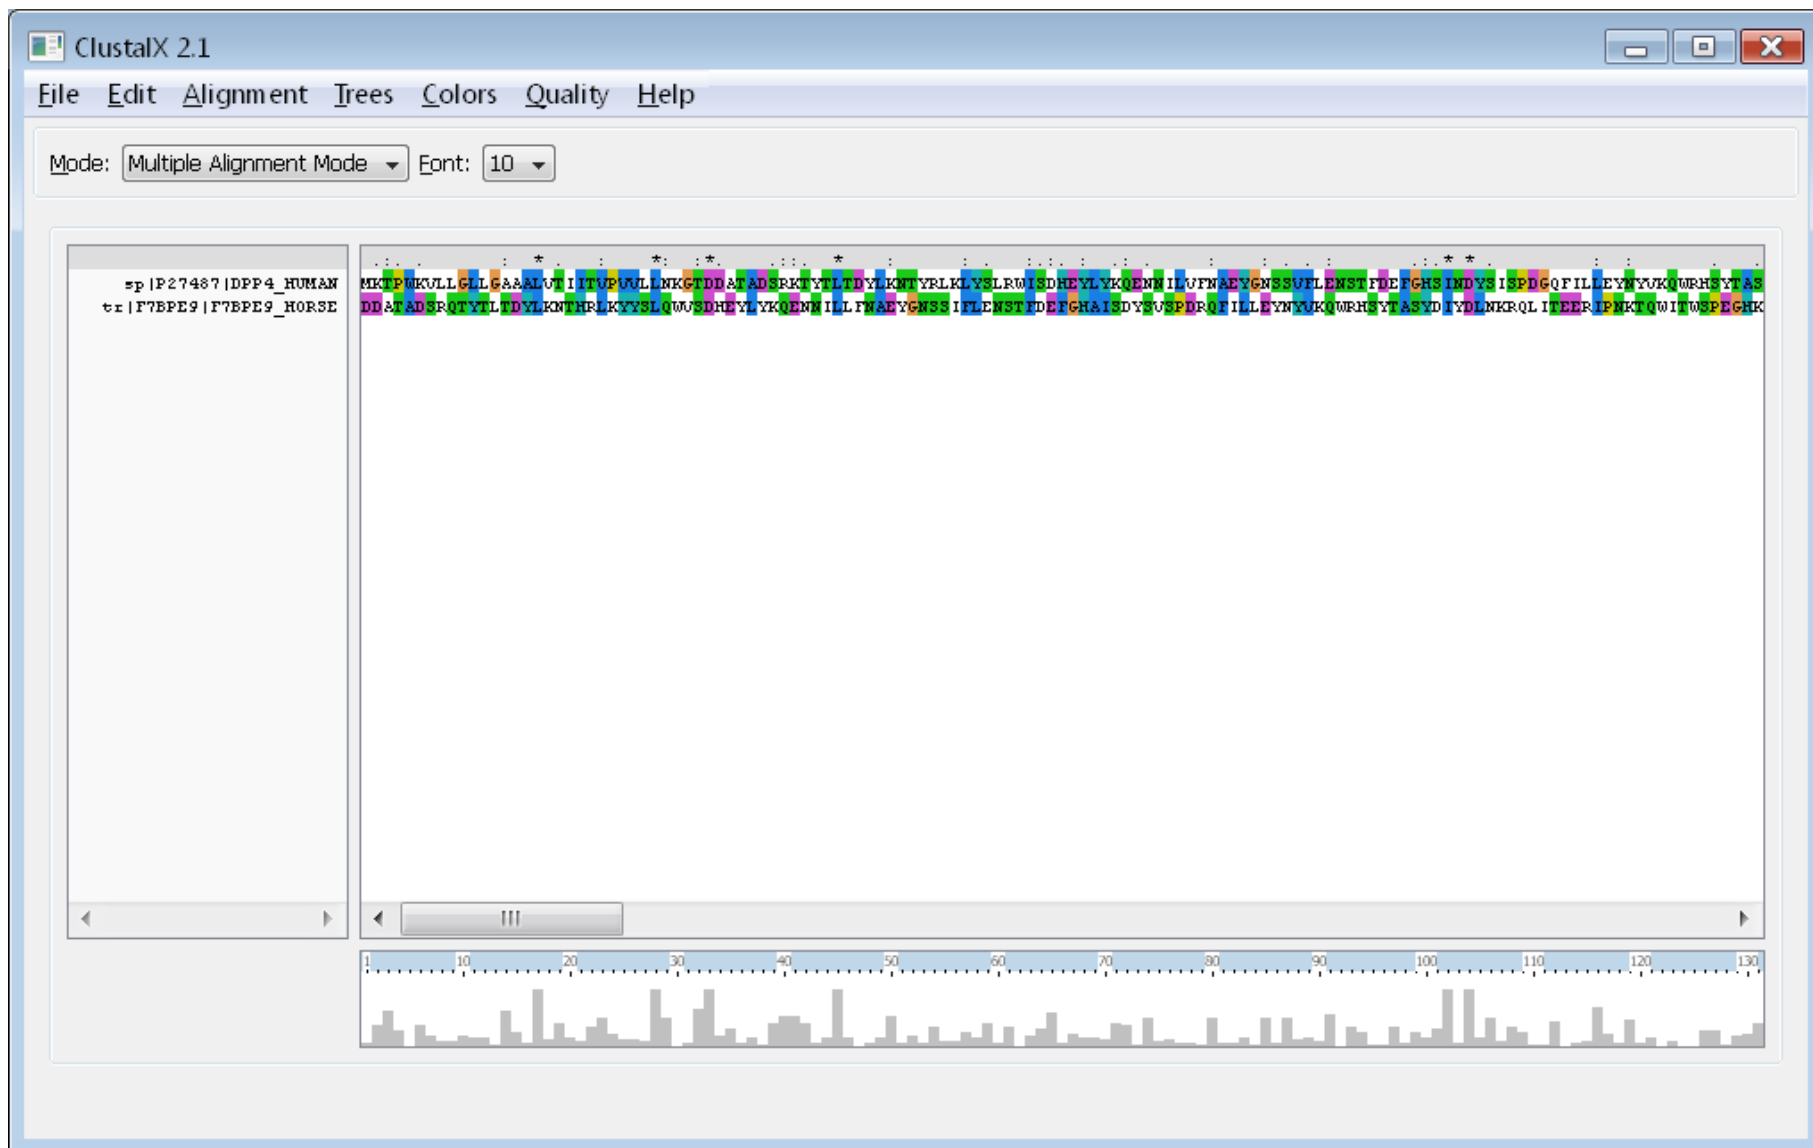 ClustalX 2.1
File Edit Alignment Trees Colors Quality Help
Mode: Multiple Alignment Mode Font: 10
sp|P27487|DPP4_HUMAN MKTPWKVLLGLLGAAALVTIITVPVVLLNKGTDDATADSRKTYTLTDYLKNTYRLKLYSLRWISDHEYLYKQENNILVFNAEYGNSSVFLENSTFDEFGHSINDYSISPDGQFILLEYNYVKQWRHSYTAS
tr|F7BPE9|F7BPE9_HORSE DDATADSRQTYTLTDYLKNTHRLKYYSLQWVSDHEYLYKQENNILLFNAEYGNSSIFLENSTFDEFGHAISDYSVSPDRQFILLEYNYVKQWRHSYTASYDIYDLNKRQLITEERIPNKTQWITWSPEGHK
1 10 20 30 40 50 60 70 80 90 100 110 120 130